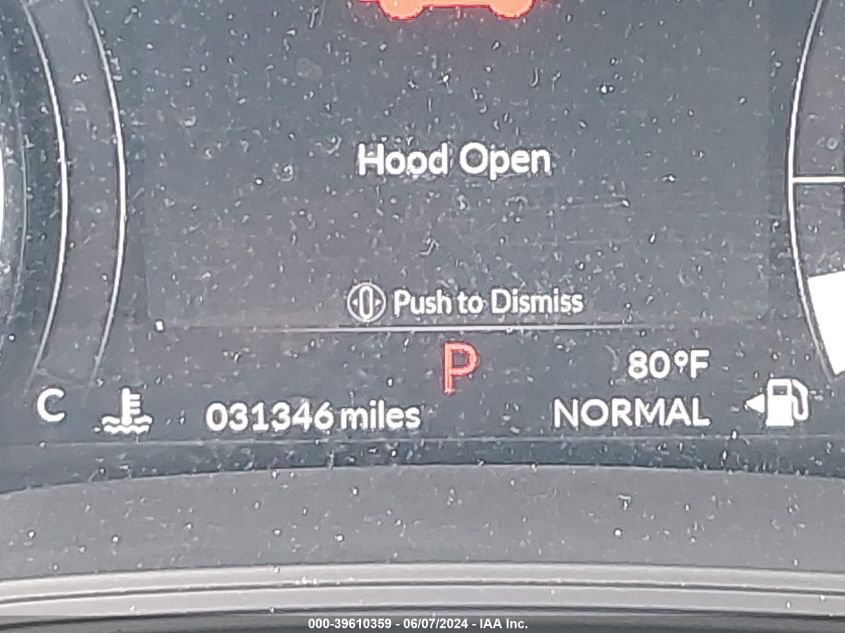 Hood Open
Push to Dismiss
P
80°F
C
031346 miles
NORMAL
000-39610359 - 06/07/2024 - IAA Inc.